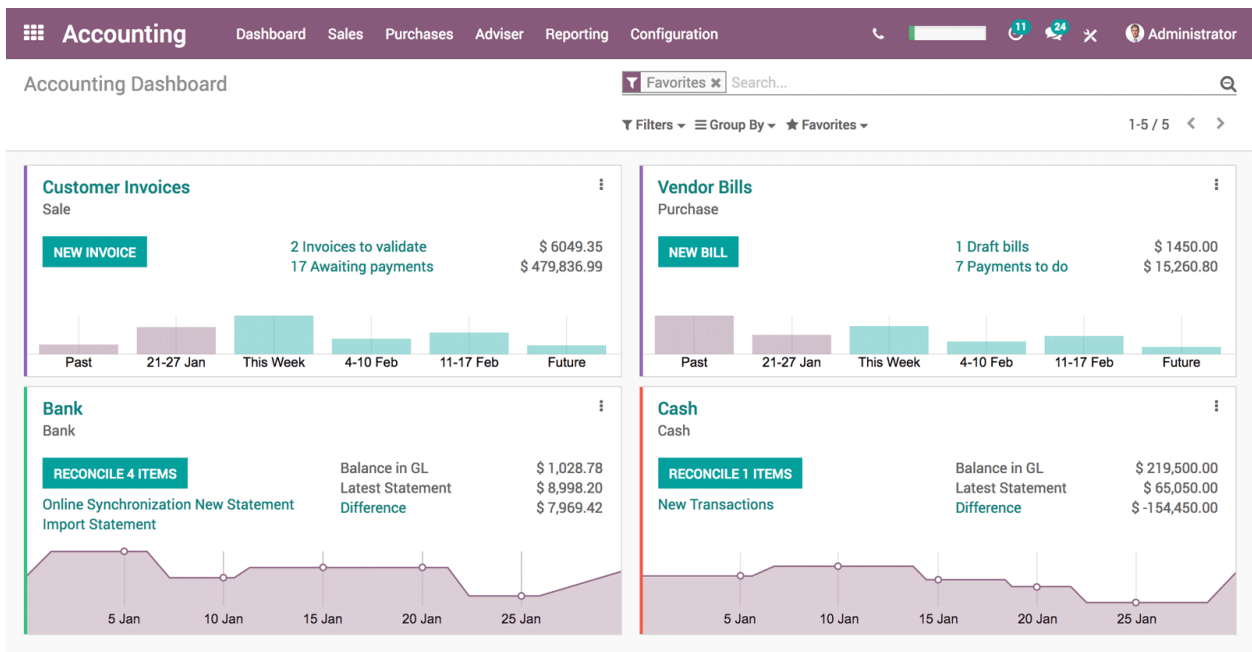 Accounting Dashboard Sales Purchases Adviser Reporting Configuration 11 24 Administrator
Accounting Dashboard
Favorites Search...
Filters Group By Favorites 1-5 / 5
Customer Invoices
Sale
NEW INVOICE
2 Invoices to validate $ 6049.35
17 Awaiting payments $ 479,836.99
Past 21-27 Jan This Week 4-10 Feb 11-17 Feb Future
Vendor Bills
Purchase
NEW BILL
1 Draft bills $ 1450.00
7 Payments to do $ 15,260.80
Past 21-27 Jan This Week 4-10 Feb 11-17 Feb Future
Bank
Bank
RECONCILE 4 ITEMS
Online Synchronization New Statement
Import Statement
Balance in GL $ 1,028.78
Latest Statement $ 8,998.20
Difference $ 7,969.42
5 Jan 10 Jan 15 Jan 20 Jan 25 Jan
Cash
Cash
RECONCILE 1 ITEMS
New Transactions
Balance in GL $ 219,500.00
Latest Statement $ 65,050.00
Difference $ -154,450.00
5 Jan 10 Jan 15 Jan 20 Jan 25 Jan